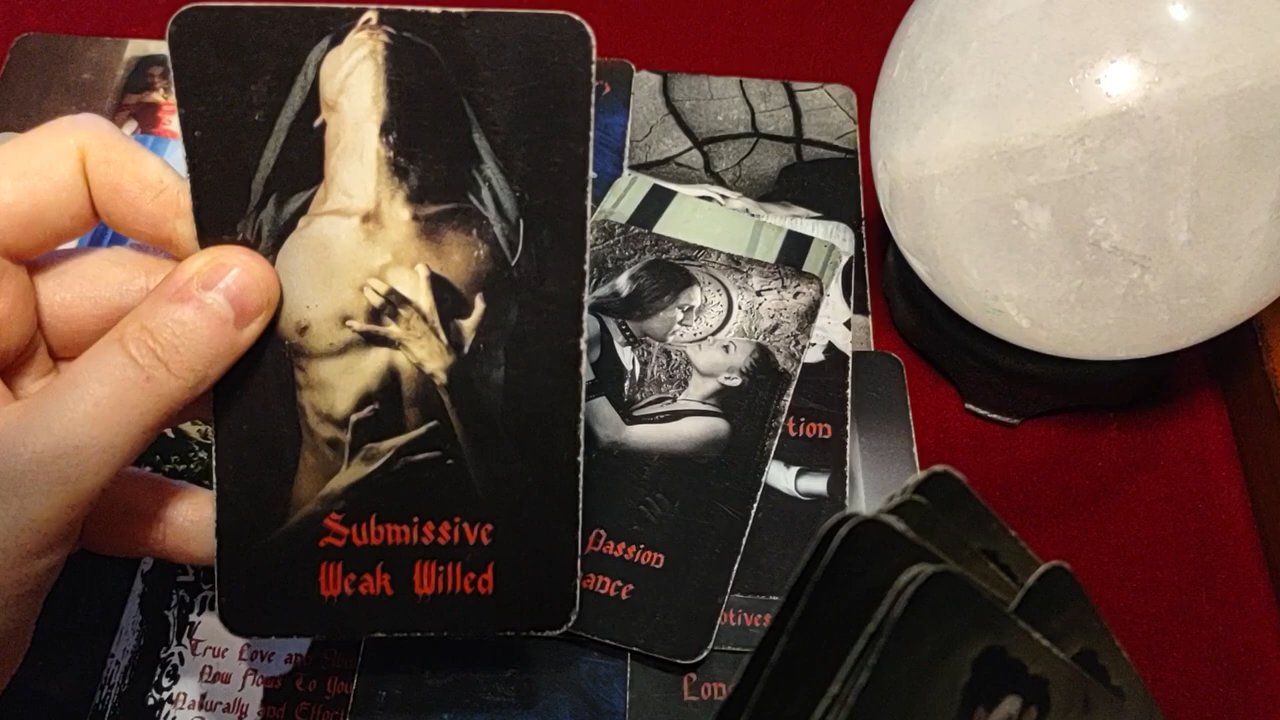 Submissive
Weak Willed
Passion
ance
tion
otives
Lon
True Love and
Now Flows To You
Naturally and Effort